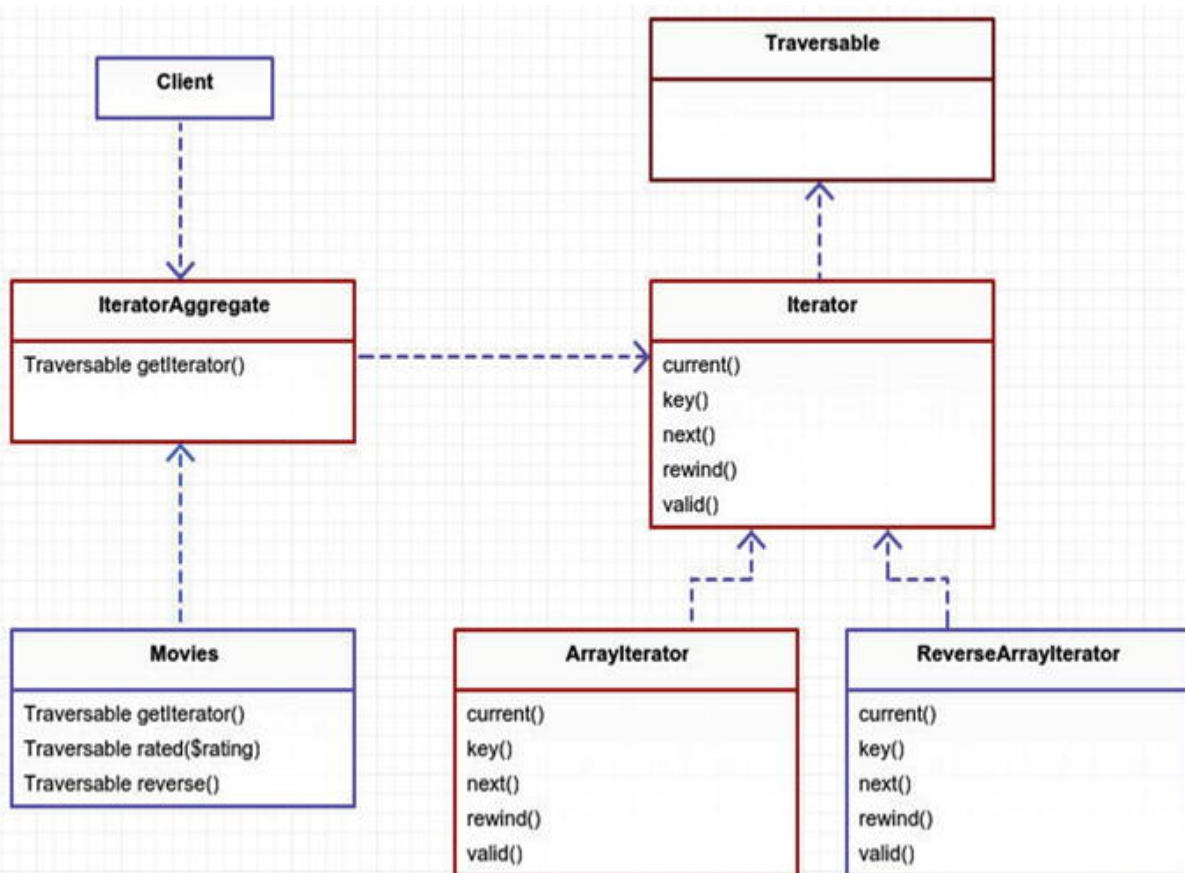 Client
Traversable
IteratorAggregate
Traversable getIterator()
Iterator
current()
key()
next()
rewind()
valid()
Movies
Traversable getIterator()
Traversable rated($rating)
Traversable reverse()
ArrayIterator
current()
key()
next()
rewind()
valid()
ReverseArrayIterator
current()
key()
next()
rewind()
valid()